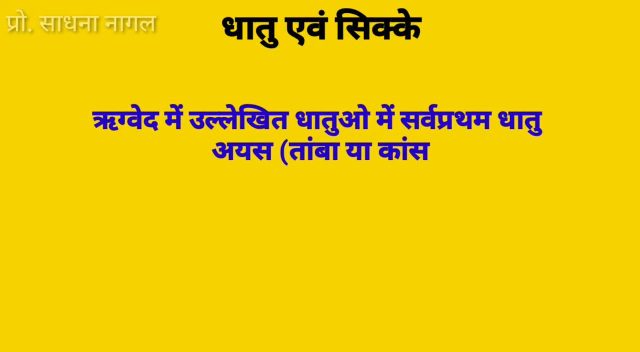 प्रो. साधना नागल
धातु एवं सिक्के
ऋग्वेद में उल्लेखित धातुओ में सर्वप्रथम धातु
अयस (तांबा या कांस